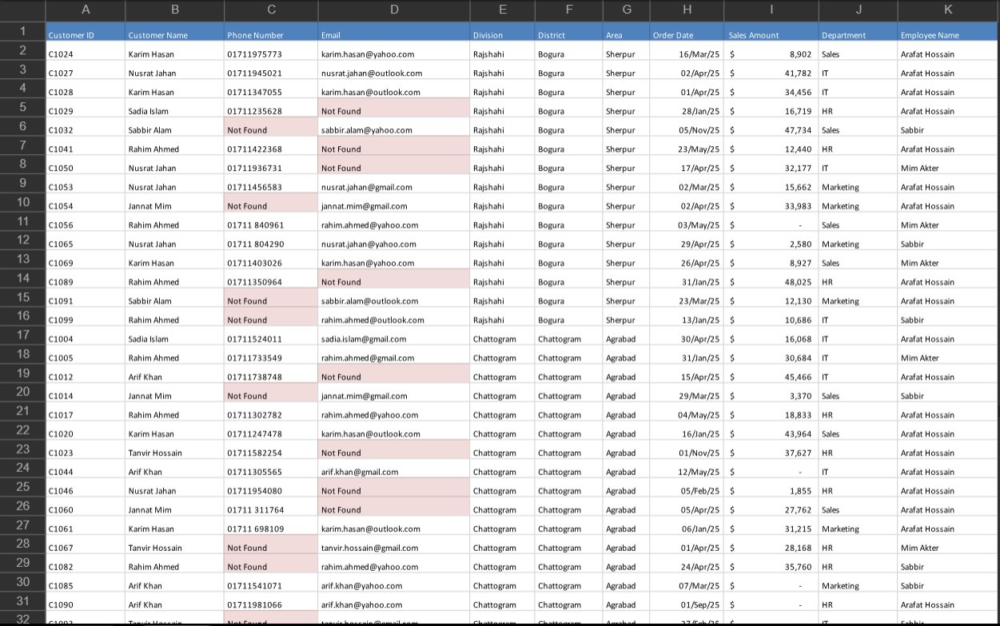 A B C D E F G H I J K
1 Customer ID Customer Name Phone Number Email Division District Area Order Date Sales Amount Department Employee Name
2 C1024 Karim Hasan 01711975773 karim.hasan@yahoo.com Rajshahi Bogura Sherpur 16/Mar/25 $ 8,902 Sales Arafat Hossain
3 C1027 Nusrat Jahan 01711945021 nusrat.jahan@outlook.com Rajshahi Bogura Sherpur 02/Apr/25 $ 41,782 IT Arafat Hossain
4 C1028 Karim Hasan 01711347055 karim.hasan@outlook.com Rajshahi Bogura Sherpur 01/Apr/25 $ 34,456 IT Arafat Hossain
5 C1029 Sadia Islam 01711235628 Not Found Rajshahi Bogura Sherpur 28/Jan/25 $ 16,719 HR Arafat Hossain
6 C1032 Sabbir Alam Not Found sabbir.alam@yahoo.com Rajshahi Bogura Sherpur 05/Nov/25 $ 47,734 Sales Sabbir
7 C1041 Rahim Ahmed 01711422368 Not Found Rajshahi Bogura Sherpur 23/May/25 $ 12,440 HR Arafat Hossain
8 C1050 Nusrat Jahan 01711936731 Not Found Rajshahi Bogura Sherpur 17/Apr/25 $ 32,177 IT Mim Akter
9 C1053 Nusrat Jahan 01711456583 nusrat.jahan@gmail.com Rajshahi Bogura Sherpur 02/Mar/25 $ 15,662 Marketing Arafat Hossain
10 C1054 Jannat Mim Not Found jannat.mim@gmail.com Rajshahi Bogura Sherpur 02/Apr/25 $ 33,983 Marketing Arafat Hossain
11 C1056 Rahim Ahmed 01711 840961 rahim.ahmed@yahoo.com Rajshahi Bogura Sherpur 03/May/25 $ - Sales Mim Akter
12 C1065 Nusrat Jahan 01711 804290 nusrat.jahan@yahoo.com Rajshahi Bogura Sherpur 29/Apr/25 $ 2,580 Marketing Sabbir
13 C1069 Karim Hasan 01711403026 karim.hasan@yahoo.com Rajshahi Bogura Sherpur 26/Apr/25 $ 8,927 Sales Mim Akter
14 C1089 Rahim Ahmed 01711350964 Not Found Rajshahi Bogura Sherpur 31/Jan/25 $ 48,025 HR Arafat Hossain
15 C1091 Sabbir Alam Not Found sabbir.alam@outlook.com Rajshahi Bogura Sherpur 23/Mar/25 $ 12,130 Marketing Arafat Hossain
16 C1099 Rahim Ahmed Not Found rahim.ahmed@outlook.com Rajshahi Bogura Sherpur 13/Jan/25 $ 10,686 IT Sabbir
17 C1004 Sadia Islam 01711524011 sadia.islam@gmail.com Chattogram Chattogram Agrabad 30/Apr/25 $ 16,068 IT Arafat Hossain
18 C1005 Rahim Ahmed 01711733549 rahim.ahmed@gmail.com Chattogram Chattogram Agrabad 31/Jan/25 $ 30,684 IT Mim Akter
19 C1012 Arif Khan 01711738748 Not Found Chattogram Chattogram Agrabad 15/Apr/25 $ 45,466 IT Arafat Hossain
20 C1014 Jannat Mim Not Found jannat.mim@gmail.com Chattogram Chattogram Agrabad 29/Mar/25 $ 3,370 Sales Sabbir
21 C1017 Rahim Ahmed 01711302782 rahim.ahmed@yahoo.com Chattogram Chattogram Agrabad 04/May/25 $ 18,833 HR Arafat Hossain
22 C1020 Karim Hasan 01711247478 karim.hasan@outlook.com Chattogram Chattogram Agrabad 16/Jan/25 $ 43,964 Sales Arafat Hossain
23 C1023 Tanvir Hossain 01711582254 Not Found Chattogram Chattogram Agrabad 01/Nov/25 $ 37,627 HR Arafat Hossain
24 C1044 Arif Khan 01711305565 arif.khan@gmail.com Chattogram Chattogram Agrabad 12/May/25 $ - IT Arafat Hossain
25 C1046 Nusrat Jahan 01711954080 Not Found Chattogram Chattogram Agrabad 05/Feb/25 $ 1,855 HR Arafat Hossain
26 C1060 Jannat Mim 01711 311764 Not Found Chattogram Chattogram Agrabad 05/Apr/25 $ 27,762 Sales Arafat Hossain
27 C1061 Karim Hasan 01711 698109 karim.hasan@outlook.com Chattogram Chattogram Agrabad 06/Jan/25 $ 31,215 Marketing Arafat Hossain
28 C1067 Tanvir Hossain Not Found tanvir.hossain@gmail.com Chattogram Chattogram Agrabad 01/Apr/25 $ 28,168 HR Mim Akter
29 C1082 Rahim Ahmed Not Found rahim.ahmed@yahoo.com Chattogram Chattogram Agrabad 24/Apr/25 $ 35,760 HR Sabbir
30 C1085 Arif Khan 01711541071 arif.khan@yahoo.com Chattogram Chattogram Agrabad 07/Mar/25 $ - Marketing Sabbir
31 C1090 Arif Khan 01711981066 arif.khan@yahoo.com Chattogram Chattogram Agrabad 01/Sep/25 $ - HR Arafat Hossain
32